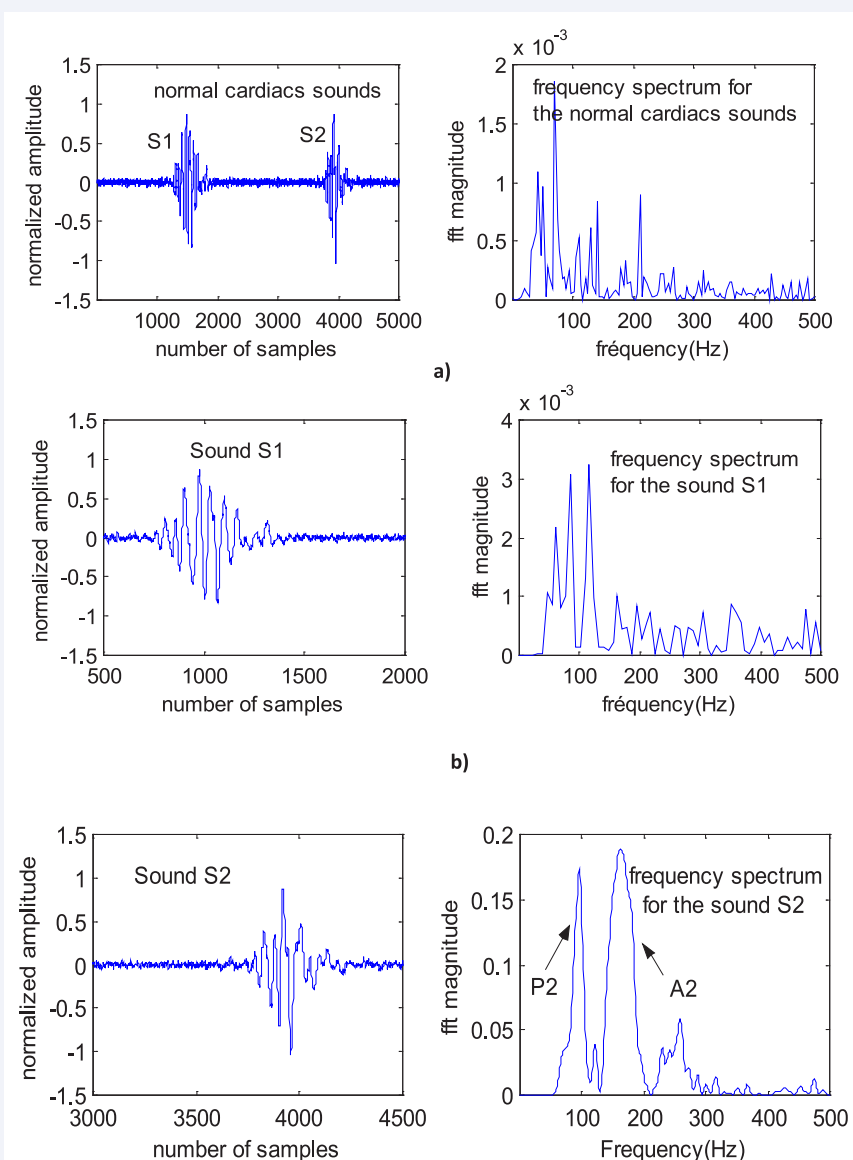 normal cardiacs sounds
S1
S2
normalized amplitude
1.5
1
0.5
0
-0.5
-1
-1.5
1000 2000 3000 4000 5000
number of samples
x 10-3
frequency spectrum for
the normal cardiacs sounds
fft magnitude
2
1.5
1
0.5
0
100 200 300 400 500
fréquency(Hz)
a)
Sound S1
normalized amplitude
1.5
1
0.5
0
-0.5
-1
-1.5
500 1000 1500 2000
number of samples
x 10-3
frequency spectrum
for the sound S1
fft magnitude
4
3
2
1
0
100 200 300 400 500
fréquency(Hz)
b)
Sound S2
normalized amplitude
1.5
1
0.5
0
-0.5
-1
-1.5
3000 3500 4000 4500
number of samples
frequency spectrum
for the sound S2
P2
A2
fft magnitude
0.2
0.15
0.1
0.05
0
100 200 300 400 500
Frequency(Hz)